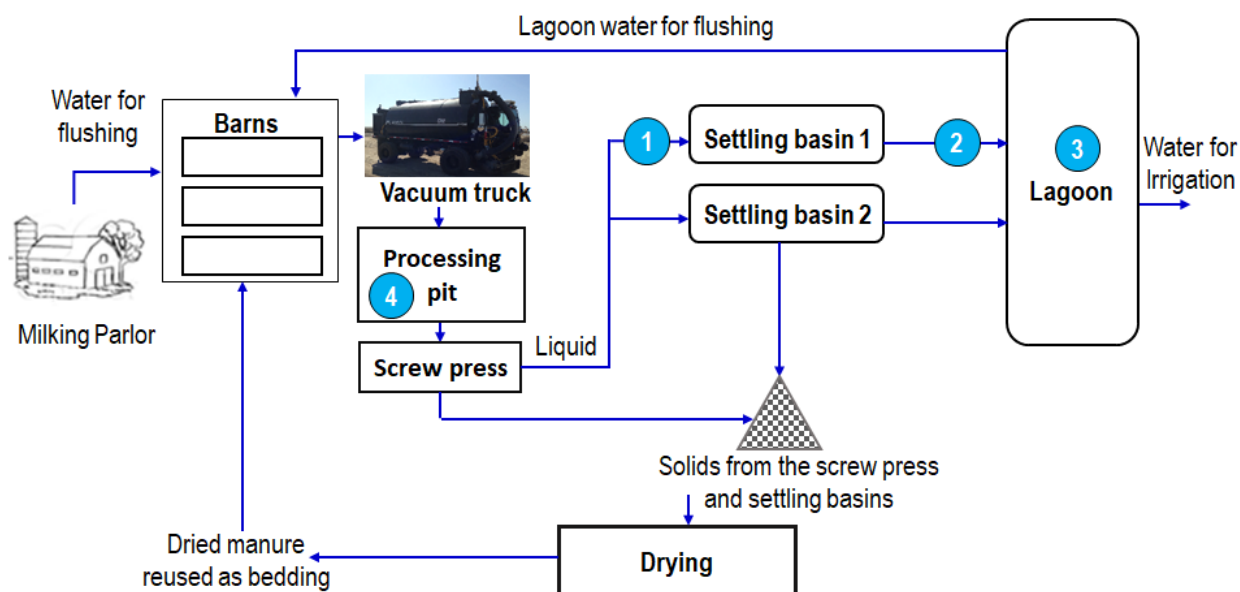 Lagoon water for flushing
Water for
flushing
Barns
Vacuum truck
1
Settling basin 1
2
3
Lagoon
Water for
Irrigation
Settling basin 2
Processing
pit
4
Milking Parlor
Liquid
Screw press
Solids from the screw press
and settling basins
Dried manure
reused as bedding
Drying